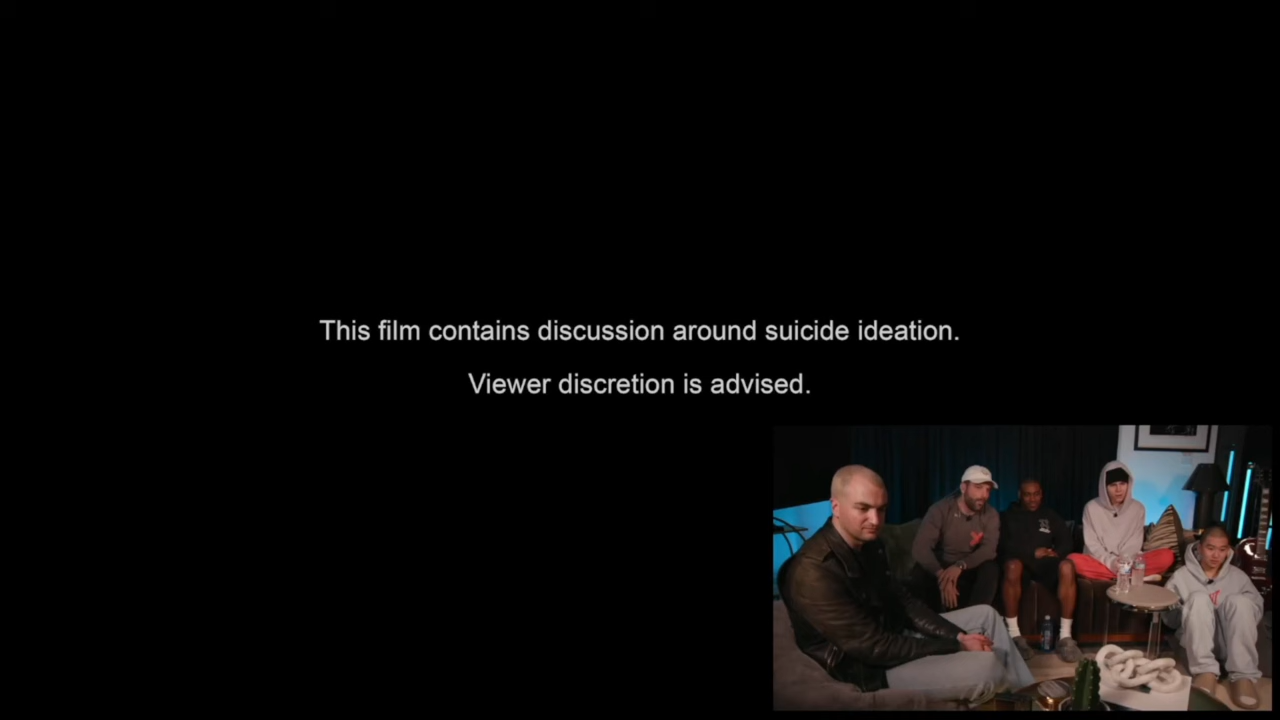 This film contains discussion around suicide ideation.
Viewer discretion is advised.